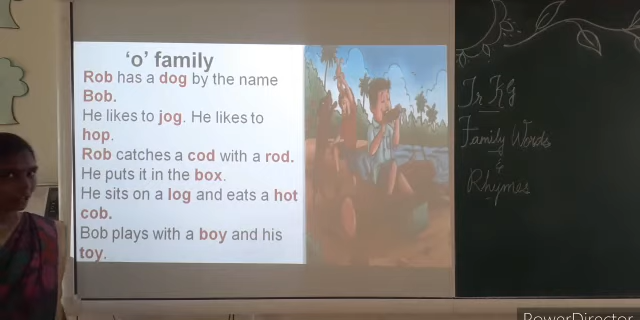 ‘o’ family
Rob has a dog by the name
Bob.
He likes to jog. He likes to
hop.
Rob catches a cod with a rod.
He puts it in the box.
He sits on a log and eats a hot
cob.
Bob plays with a boy and his
toy.
Jr KG
Family Words
&
Rhymes
PowerDirector